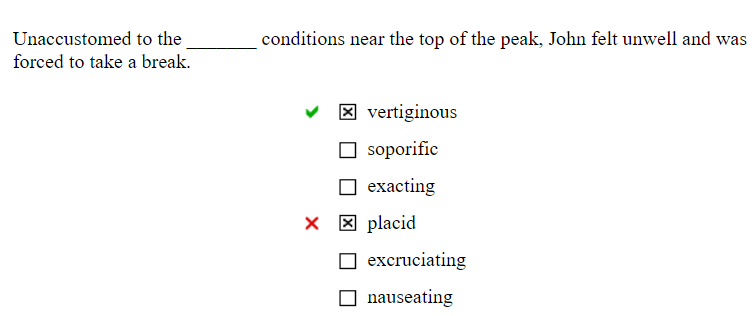 Unaccustomed to the _______ conditions near the top of the peak, John felt unwell and was
forced to take a break.
vertiginous
soporific
exacting
placid
excruciating
nauseating